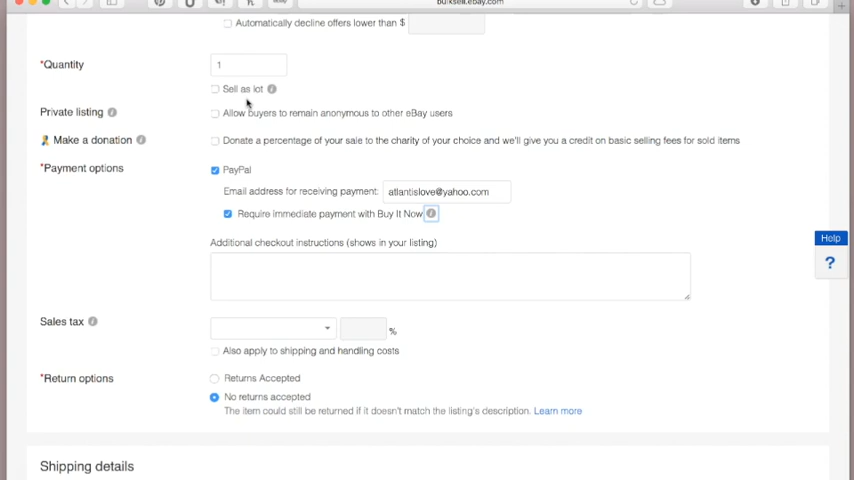 bulksell.ebay.com
Automatically decline offers lower than $
*Quantity
1
Sell as lot
Private listing
Allow buyers to remain anonymous to other eBay users
Make a donation
Donate a percentage of your sale to the charity of your choice and we'll give you a credit on basic selling fees for sold items
*Payment options
PayPal
Email address for receiving payment: atlantislove@yahoo.com
Require immediate payment with Buy It Now
Help
?
Additional checkout instructions (shows in your listing)
Sales tax
%
Also apply to shipping and handling costs
*Return options
Returns Accepted
No returns accepted
The item could still be returned if it doesn't match the listing's description. Learn more
Shipping details